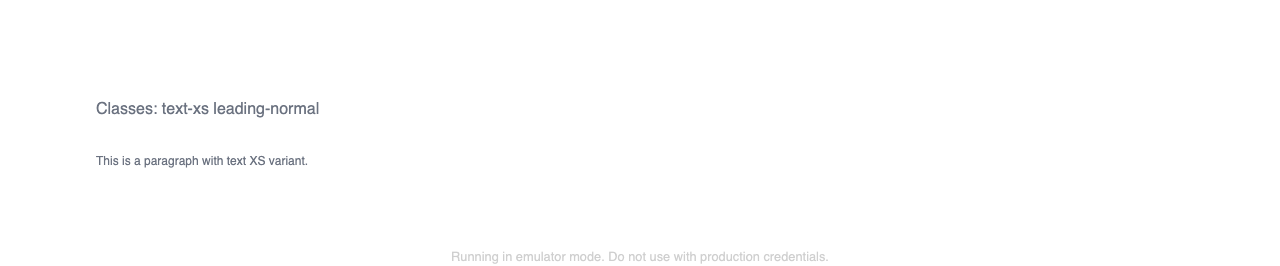 Classes: text-xs leading-normal
This is a paragraph with text XS variant.
Running in emulator mode. Do not use with production credentials.